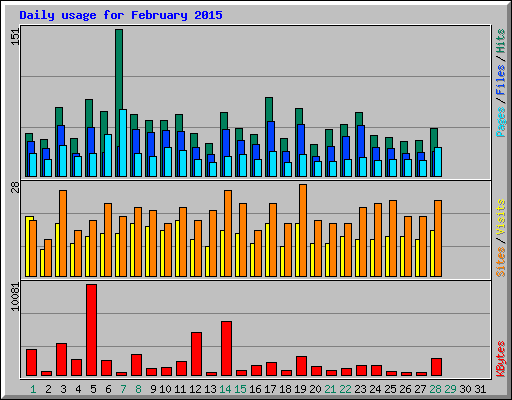 Daily usage for February 2015
151
Pages / Files / Hits
28
Sites / Visits
10081
KBytes
1 2 3 4 5 6 7 8 9 10 11 12 13 14 15 16 17 18 19 20 21 22 23 24 25 26 27 28 29 30 31